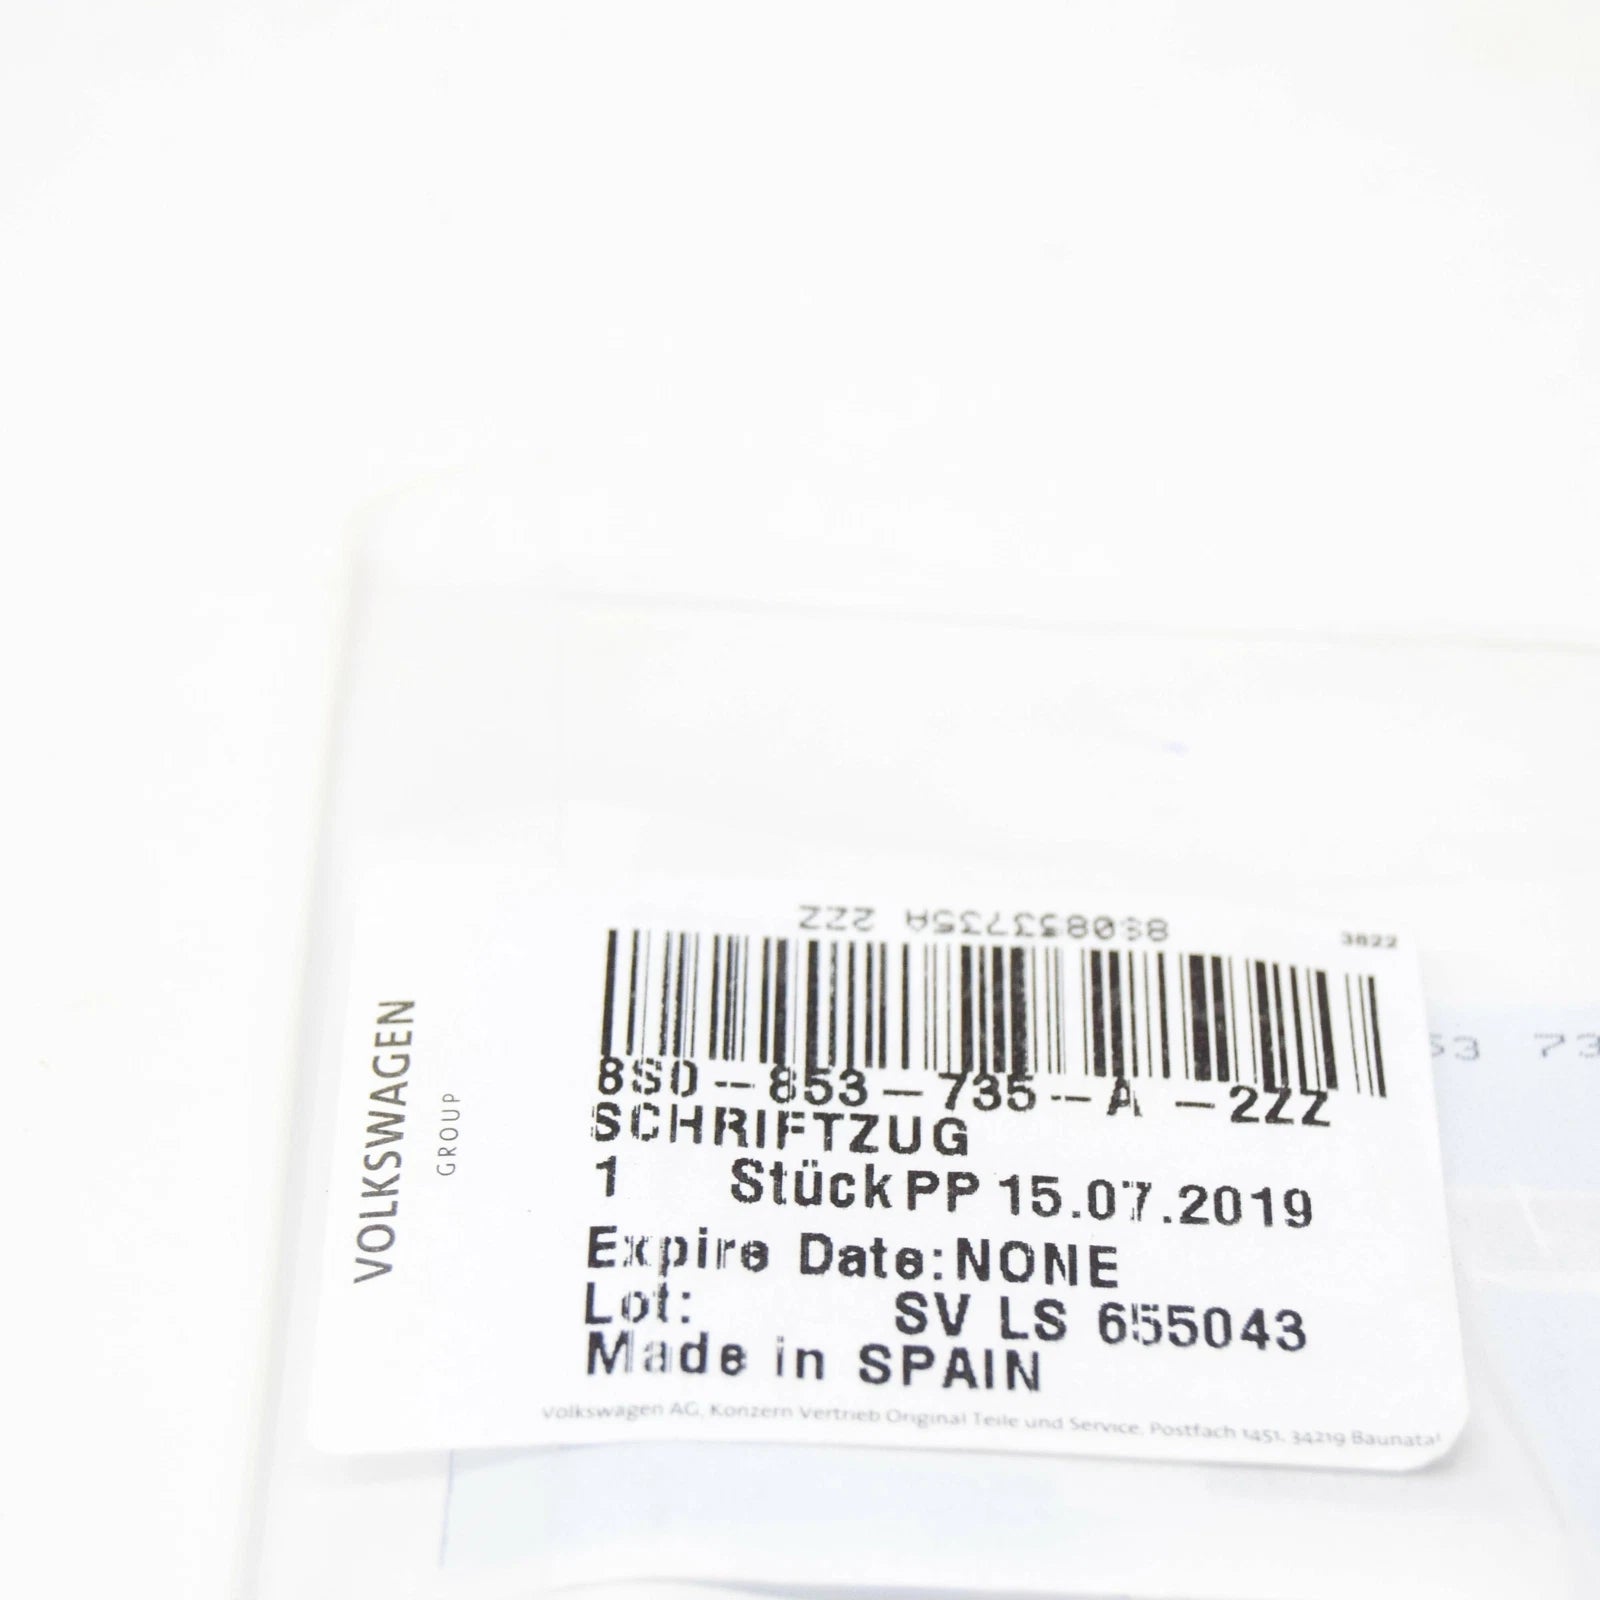 8S0853735A 2ZZ
3822
8S0-853-735-A -2ZZ
SCHRIFTZUG
1 Stück PP 15.07.2019
Expire Date:NONE
Lot: SV LS 655043
Made in SPAIN
Volkswagen AG, Konzern Vertrieb Original Teile und Service, Postfach 1451, 34219 Baunatal
VOLKSWAGEN
GROUP
53 73